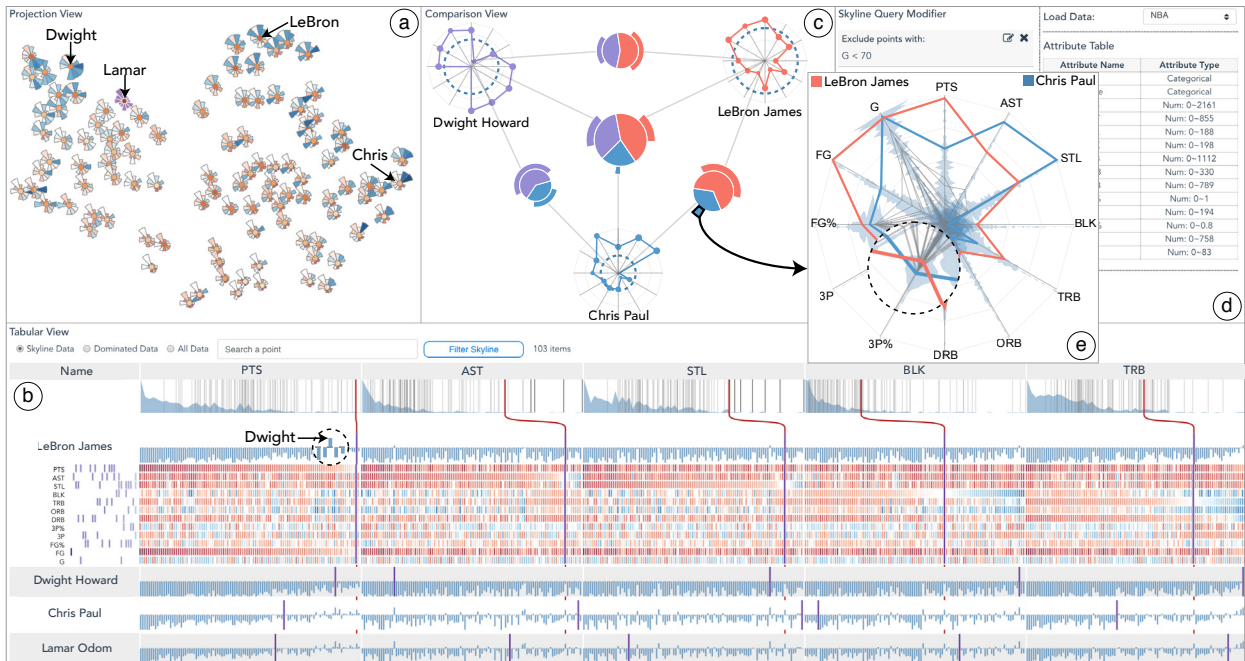 Projection View
a
Dwight
LeBron
Lamar
Chris
Comparison View
c
Dwight Howard
LeBron James
Chris Paul
Skyline Query Modifier
Exclude points with
G < 70
Load Data:
NBA
Attribute Table
Attribute Name
Attribute Type
Categorical
Categorical
Num: 0~2161
Num: 0~855
Num: 0~188
Num: 0~198
Num: 0~1112
Num: 0~330
Num: 0~789
Num: 0~1
Num: 0~194
Num: 0~0.8
Num: 0~758
Num: 0~83
d
LeBron James
Chris Paul
PTS
G
AST
FG
STL
FG%
BLK
3P
TRB
3P%
DRB
ORB
e
Tabular View
Skyline Data
Dominated Data
All Data
Search a point
Filter Skyline
103 items
Name
PTS
AST
STL
BLK
TRB
b
Dwight
LeBron James
PTS
AST
STL
BLK
TRB
ORB
DRB
3P%
3P
FG%
FG
G
Dwight Howard
Chris Paul
Lamar Odom